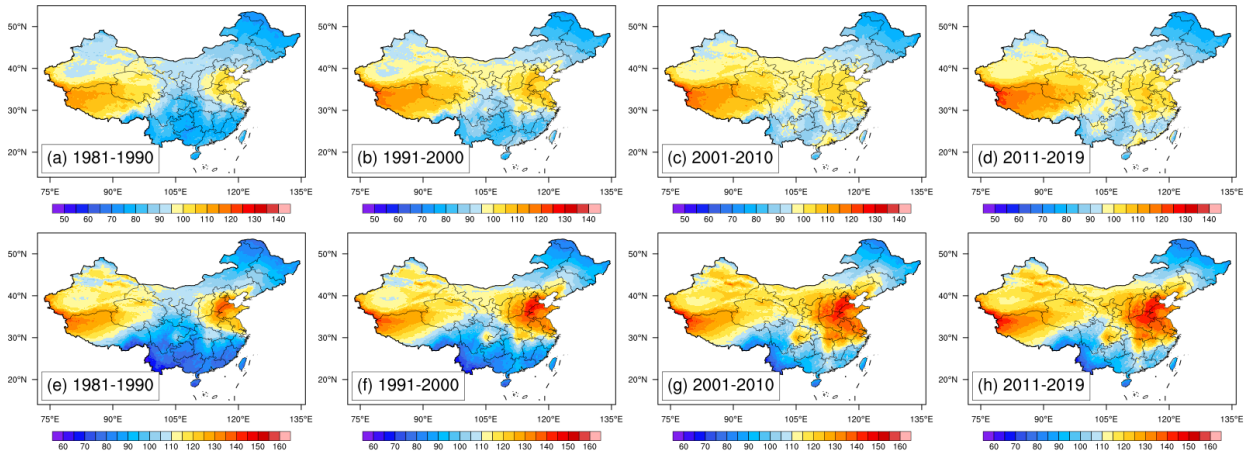 50°N
40°N
30°N
20°N
(a) 1981-1990
75°E 90°E 105°E 120°E 135°E
50 60 70 80 90 100 110 120 130 140
50°N
40°N
30°N
20°N
(b) 1991-2000
75°E 90°E 105°E 120°E 135°E
50 60 70 80 90 100 110 120 130 140
50°N
40°N
30°N
20°N
(c) 2001-2010
75°E 90°E 105°E 120°E 135°E
50 60 70 80 90 100 110 120 130 140
50°N
40°N
30°N
20°N
(d) 2011-2019
75°E 90°E 105°E 120°E 135°E
50 60 70 80 90 100 110 120 130 140
50°N
40°N
30°N
20°N
(e) 1981-1990
75°E 90°E 105°E 120°E 135°E
60 70 80 90 100 110 120 130 140 150 160
50°N
40°N
30°N
20°N
(f) 1991-2000
75°E 90°E 105°E 120°E 135°E
60 70 80 90 100 110 120 130 140 150 160
50°N
40°N
30°N
20°N
(g) 2001-2010
75°E 90°E 105°E 120°E 135°E
60 70 80 90 100 110 120 130 140 150 160
50°N
40°N
30°N
20°N
(h) 2011-2019
75°E 90°E 105°E 120°E 135°E
60 70 80 90 100 110 120 130 140 150 160